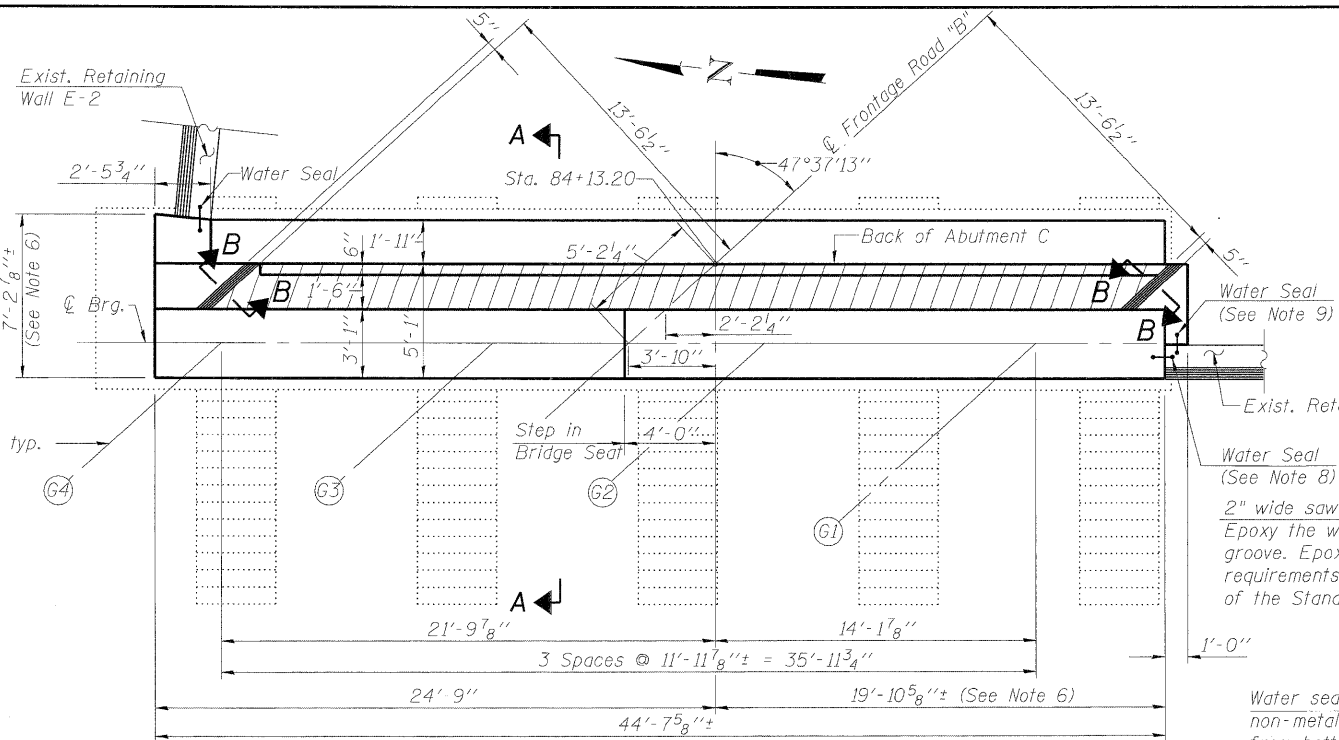 5"
Exist. Retaining
Wall E-2
N
℄ Frontage Road "B"
13'-6½"
13'-6½"
A
47°37'13"
2'-5¾"
Water Seal
Sta. 84+13.20
B
6"
1'-11"
5'-2¼"
Back of Abutment C
5"
7'-2⅞"±
(See Note 6)
B
1'-6"
B
Water Seal
(See Note 9)
℄ Brg.
2'-2¼"
B
3'-1"
5'-1"
3'-10"
Exist. Ret
typ.
Step in
Bridge Seat
4'-0"
Water Seal
(See Note 8)
G4
G3
G2
G1
2" wide saw
Epoxy the w
groove. Epox
requirements
of the Stand
A
21'-9⅞"
14'-1⅞"
3 Spaces @ 11'-11⅞"± = 35'-11¾"
1'-0"
24'-9"
19'-10⅝"± (See Note 6)
44'-7⅝"±
Water sea
non-metal